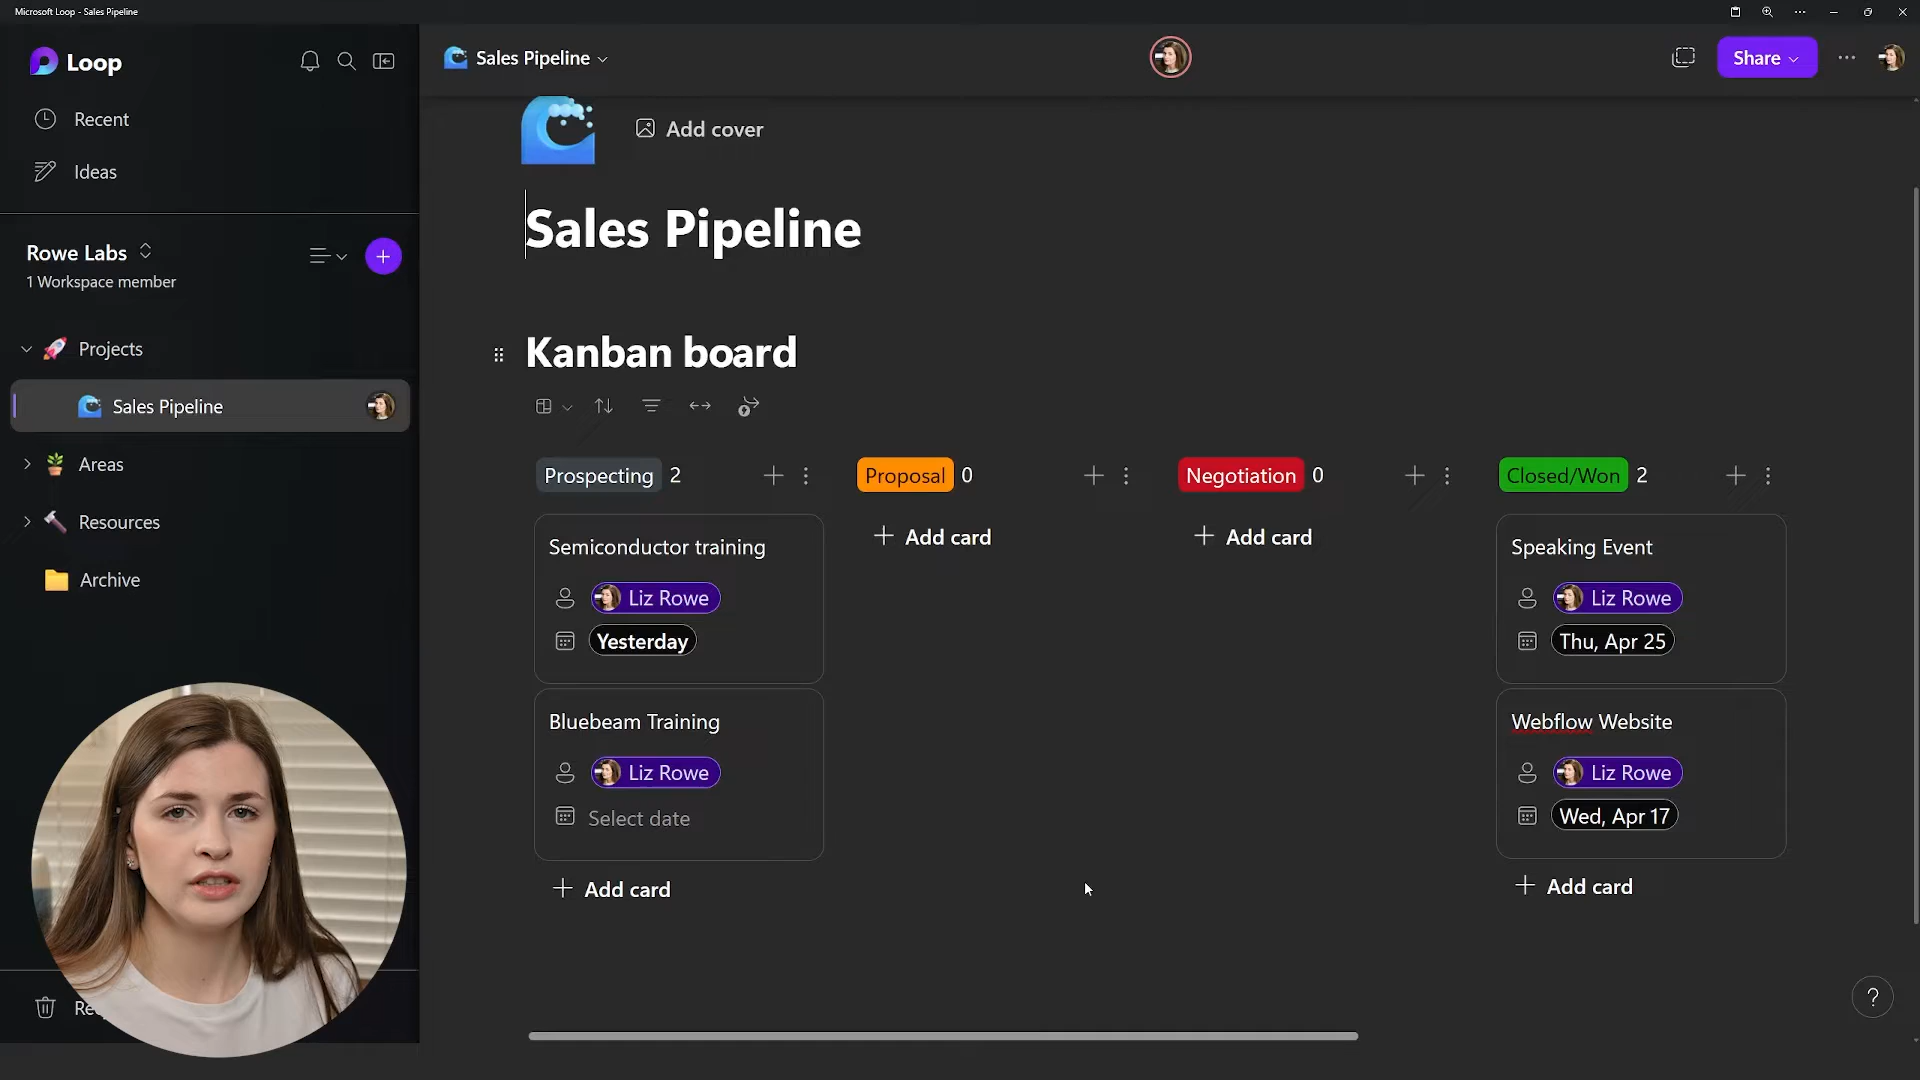 Microsoft Loop - Sales Pipeline
Loop
Sales Pipeline
Share
Recent
Add cover
Ideas
Sales Pipeline
Rowe Labs
1 Workspace member
Projects
Kanban board
Sales Pipeline
Areas
Prospecting 2
Proposal 0
Negotiation 0
Closed/Won 2
Resources
Add card
Add card
Semiconductor training
Speaking Event
Archive
Liz Rowe
Liz Rowe
Yesterday
Thu, Apr 25
Bluebeam Training
Webflow Website
Liz Rowe
Liz Rowe
Select date
Wed, Apr 17
Add card
Add card
?